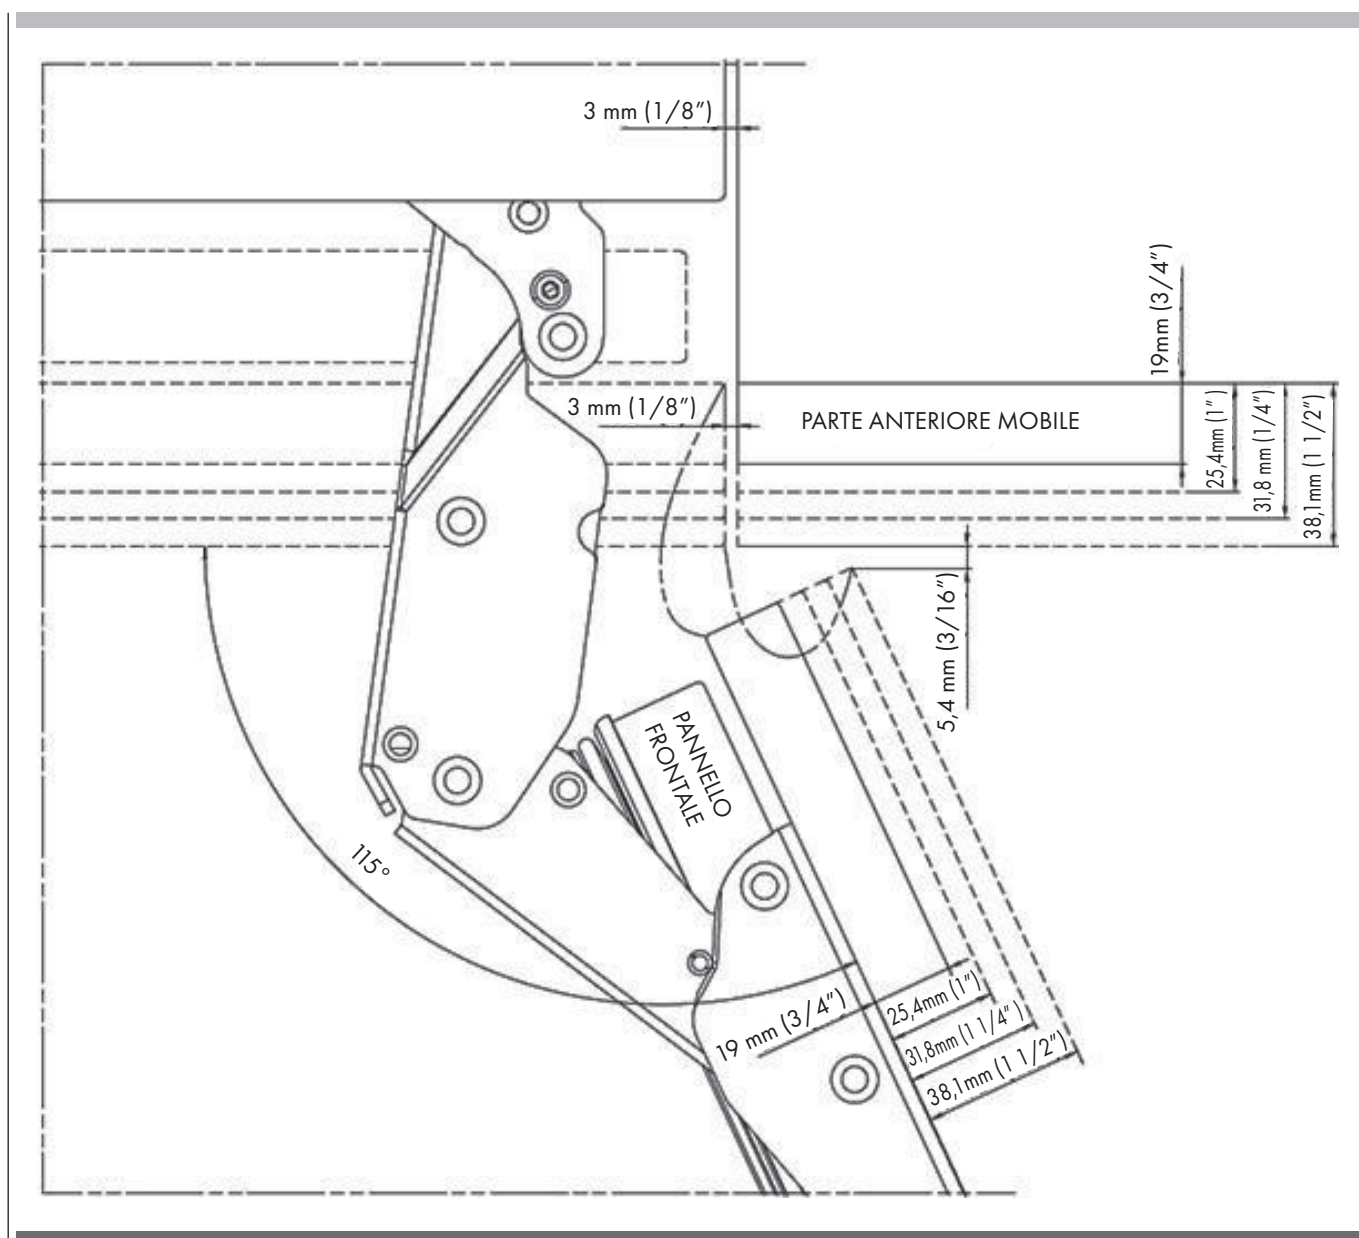 3 mm (1/8”)
19mm (3/4”)
3 mm (1/8”)
PARTE ANTERIORE MOBILE
25,4mm (1” )
31,8 mm (1/4”)
38,1mm (1 1/2”)
5,4 mm (3/16”)
PANNELLO
FRONTALE
115°
19 mm (3/4”)
25,4mm (1”)
31,8mm (1 1/4”)
38,1mm (1 1/2”)